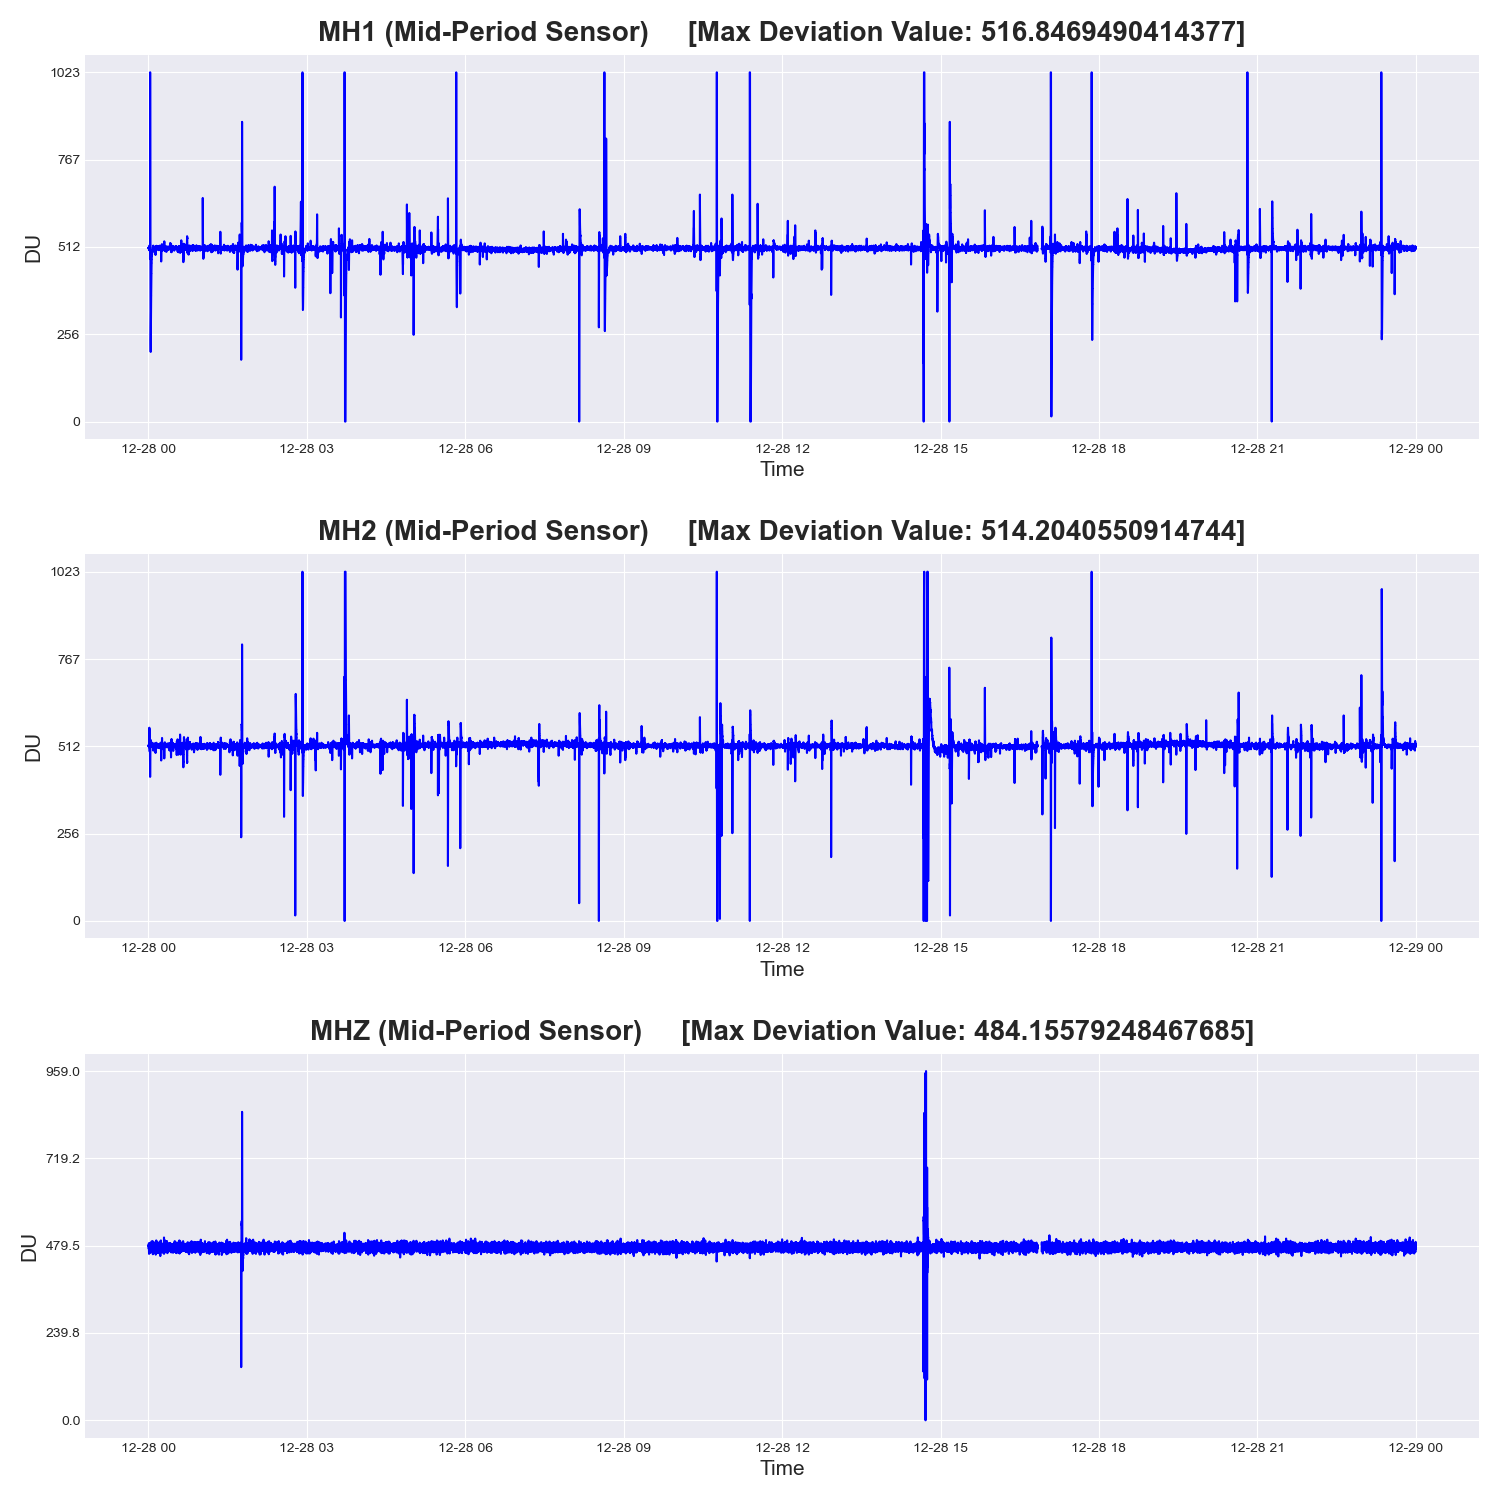 MH1 (Mid-Period Sensor) [Max Deviation Value: 516.8469490414377]
1023
767
512
256
0
DU
12-28 00 12-28 03 12-28 06 12-28 09 12-28 12 12-28 15 12-28 18 12-28 21 12-29 00
Time
MH2 (Mid-Period Sensor) [Max Deviation Value: 514.2040550914744]
1023
767
512
256
0
DU
12-28 00 12-28 03 12-28 06 12-28 09 12-28 12 12-28 15 12-28 18 12-28 21 12-29 00
Time
MHZ (Mid-Period Sensor) [Max Deviation Value: 484.15579248467685]
959.0
719.2
479.5
239.8
0.0
DU
12-28 00 12-28 03 12-28 06 12-28 09 12-28 12 12-28 15 12-28 18 12-28 21 12-29 00
Time